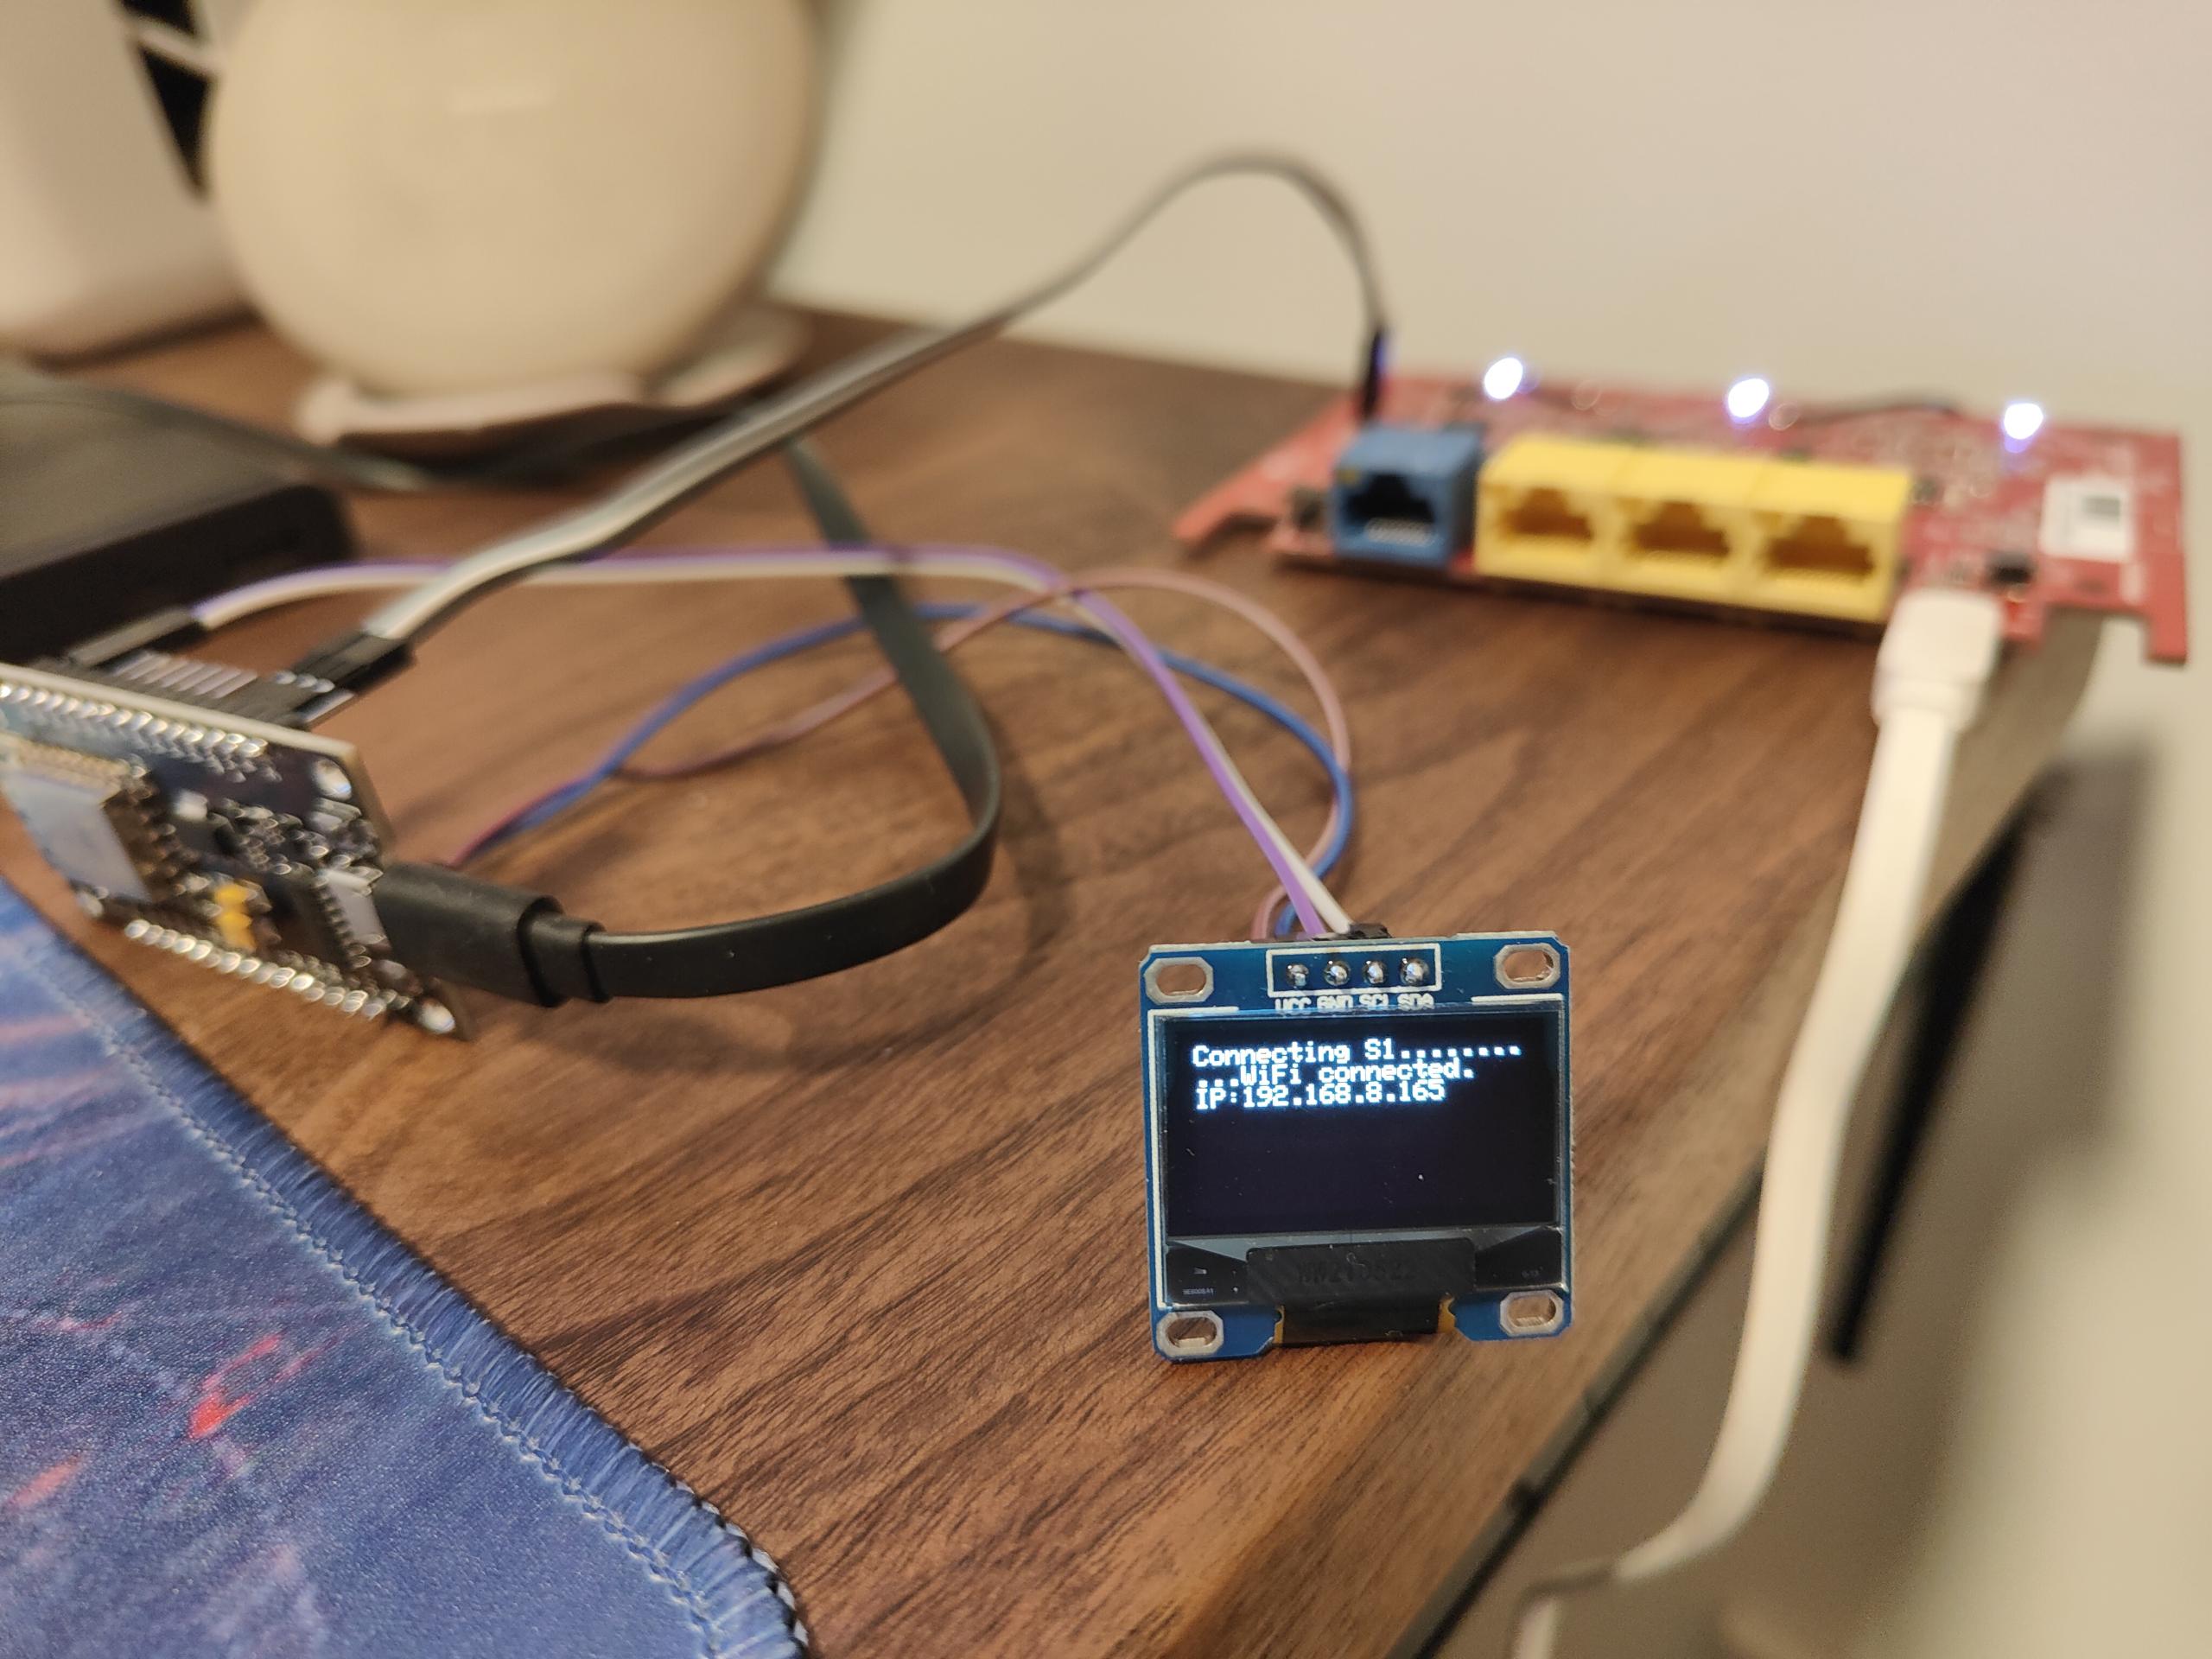 VCC GND SCL SDA
Connecting S1........
...WiFi connected.
IP:192.168.8.165